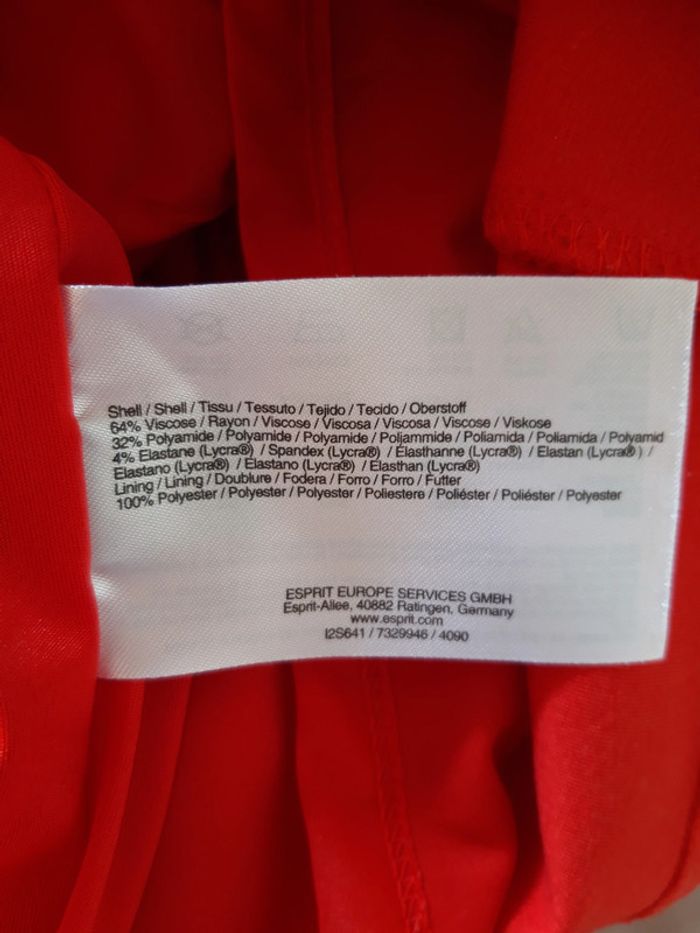 Shell / Shell / Tissu / Tessuto / Tejido / Tecido / Oberstoff
64% Viscose / Rayon / Viscose / Viscosa / Viscosa / Viscose / Viskose
32% Polyamide / Polyamide / Polyamide / Poliammide / Poliamida / Poliamida / Polyamid
4% Elastane (Lycra®) / Spandex (Lycra®) / Élasthanne (Lycra®) / Elastan (Lycra®) /
Elastano (Lycra®) / Elastano (Lycra®) / Elasthan (Lycra®)
Lining / Lining / Doublure / Fodera / Forro / Forro / Futter
100% Polyester / Polyester / Polyester / Poliestere / Poliéster / Poliéster / Polyester
ESPRIT EUROPE SERVICES GMBH
Esprit-Allee, 40882 Ratingen, Germany
www.esprit.com
I2S641 / 7329946 / 4090